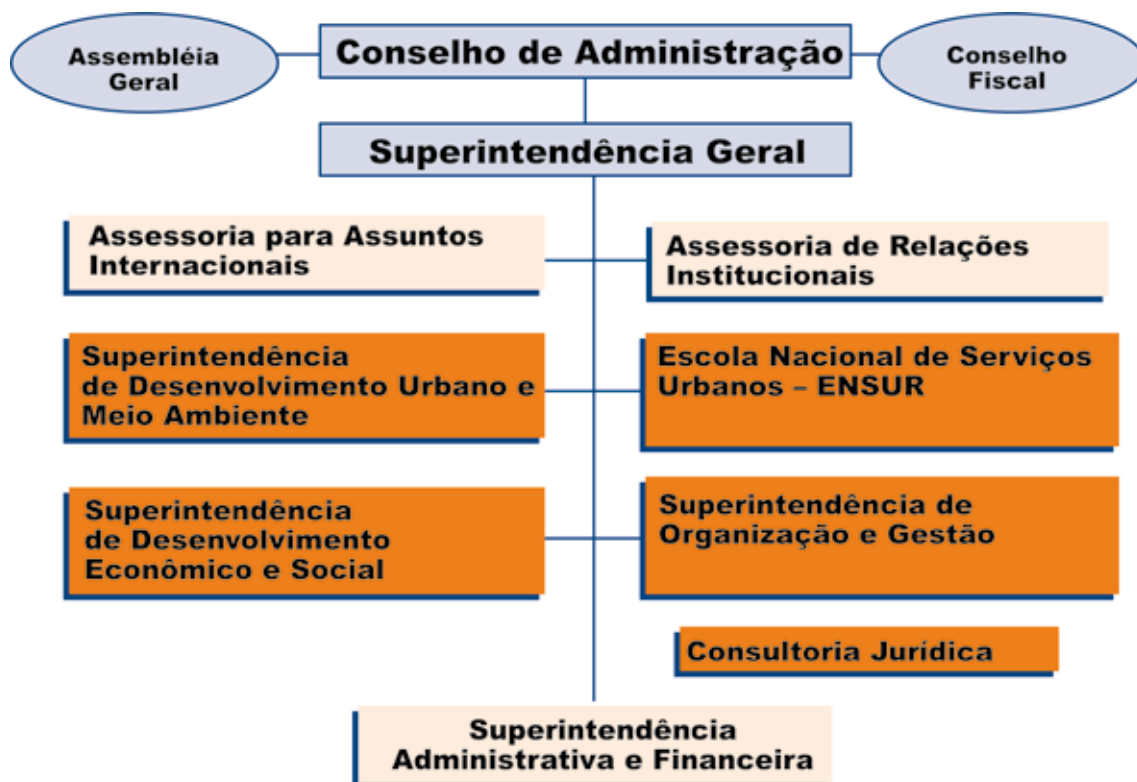 Assembléia
Geral
Conselho de Administração
Conselho
Fiscal
Superintendência Geral
Assessoria para Assuntos
Internacionais
Assessoria de Relações
Institucionais
Superintendência
de Desenvolvimento Urbano e
Meio Ambiente
Escola Nacional de Serviços
Urbanos – ENSUR
Superintendência
de Desenvolvimento
Econômico e Social
Superintendência de
Organização e Gestão
Consultoria Jurídica
Superintendência
Administrativa e Financeira